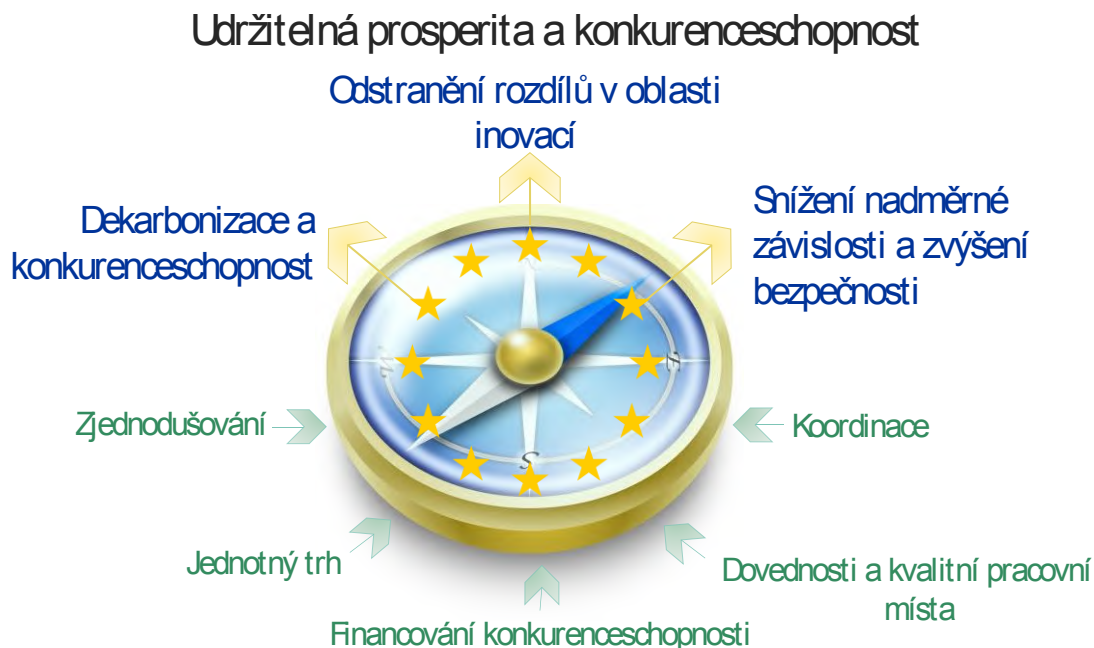 Udržitelná prosperita a konkurenceschopnost
Odstranění rozdílů v oblasti
inovací
Dekarbonizace a
konkurenceschopnost
Snížení nadměrné
závislosti a zvýšení
bezpečnosti
Zjednodušování
Koordinace
Jednotný trh
Dovednosti a kvalitní pracovní
místa
Financování konkurenceschopnosti
S